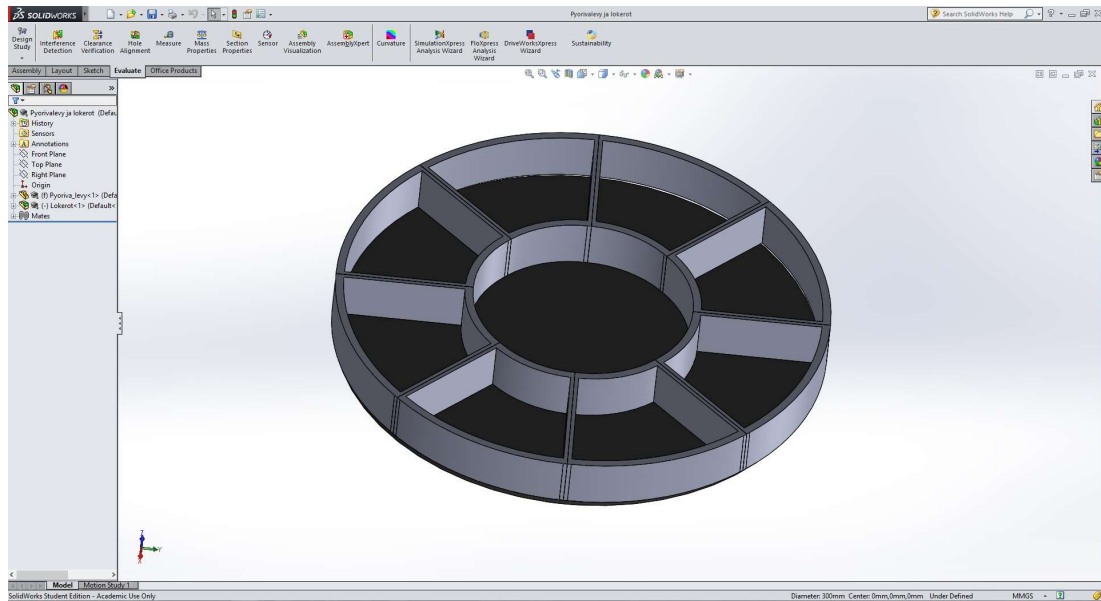 SOLIDWORKS
Pyorivalevy ja lokerot
Search SolidWorks Help
Design Study
Interference Detection
Clearance Verification
Hole Alignment
Measure
Mass Properties
Section Properties
Sensor
Assembly Visualization
AssemblyXpert
Curvature
SimulationXpress Analysis Wizard
FloXpress Analysis Wizard
DriveWorksXpress Wizard
Sustainability
Assembly Layout Sketch Evaluate Office Products
Pyorivalevy ja lokerot (Defau
History
Sensors
Annotations
Front Plane
Top Plane
Right Plane
Origin
(f) Pyoriva_levy<1> (Defa
(-) Lokerot<1> (Default<
Mates
Z
Y
X
Model Motion Study 1
SolidWorks Student Edition - Academic Use Only
Diameter: 300mm Center: 0mm,0mm,0mm Under Defined MMGS